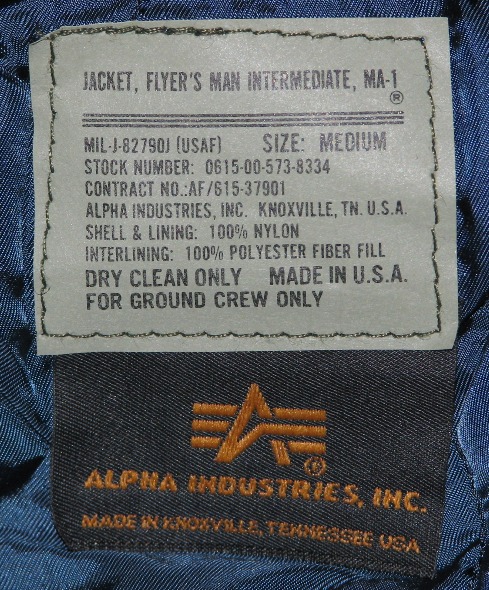 JACKET, FLYER'S MAN INTERMEDIATE, MA-1
®
MIL-J-82790J (USAF) SIZE: MEDIUM
STOCK NUMBER: 0615-00-573-8334
CONTRACT NO.:AF/615-37901
ALPHA INDUSTRIES, INC. KNOXVILLE, TN. U.S.A.
SHELL & LINING: 100% NYLON
INTERLINING: 100% POLYESTER FIBER FILL
DRY CLEAN ONLY MADE IN U.S.A.
FOR GROUND CREW ONLY
®
ALPHA INDUSTRIES, INC.
MADE IN KNOXVILLE, TENNESSEE USA